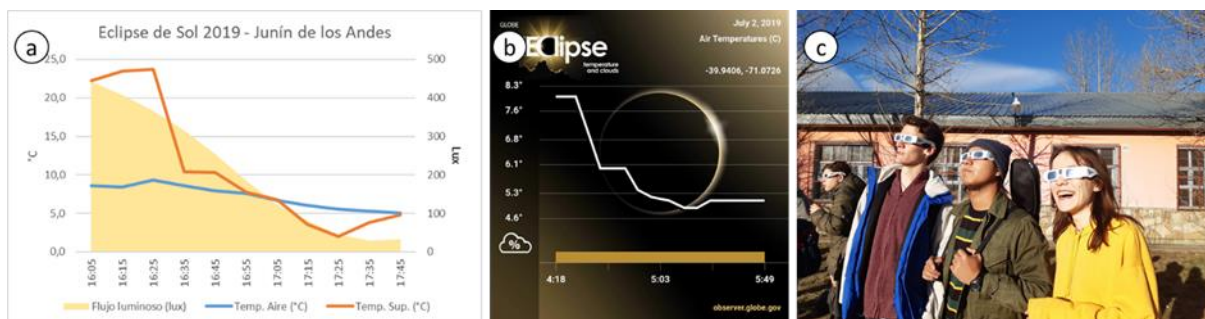 a
Eclipse de Sol 2019 - Junín de los Andes
25,0
20,0
15,0
10,0
5,0
0,0
°C
500
400
300
200
100
0
Lux
16:05
16:15
16:25
16:35
16:45
16:55
17:05
17:15
17:25
17:35
17:45
Flujo luminoso (lux) Temp. Aire (°C) Temp. Sup. (°C)
b
GLOBE
Eclipse
temperature
and clouds
July 2, 2019
Air Temperatures (C)
-39.9406, -71.0726
8.3°
7.6°
6.8°
6.1°
5.3°
4.6°
%
4:18 5:03 5:49
observer.globe.gov
c